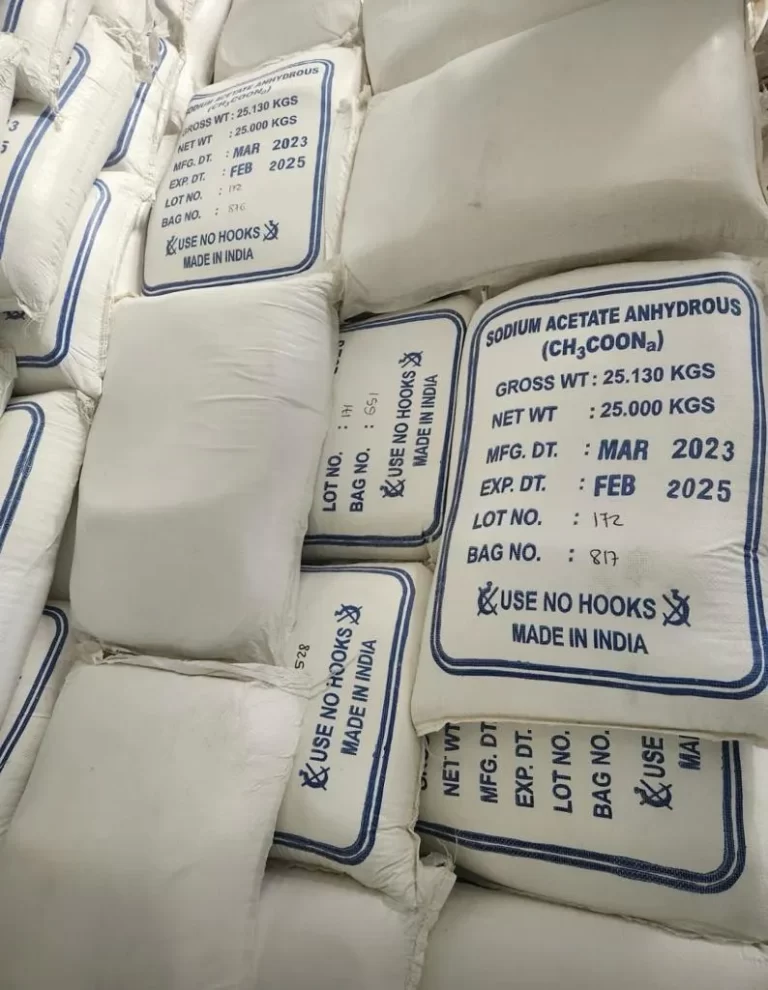 SODIUM ACETATE ANHYDROUS
(CH₃COONa)
GROSS WT: 25.130 KGS
NET WT : 25.000 KGS
MFG. DT. : MAR 2023
EXP. DT. : FEB 2025
LOT NO. : 172
BAG NO. : 876
USE NO HOOKS
MADE IN INDIA
LOT NO. : 171
BAG NO. : 651
USE NO HOOKS
MADE IN INDIA
SODIUM ACETATE ANHYDROUS
(CH₃COONa)
GROSS WT : 25.130 KGS
NET WT : 25.000 KGS
MFG. DT. : MAR 2023
EXP. DT. : FEB 2025
LOT NO. : 172
BAG NO. : 817
USE NO HOOKS
MADE IN INDIA
528
USE NO HOOKS
MADE IN INDIA
NET WT
MFG. DT
EXP. DT.
LOT NO.
BAG NO.
USE
MA